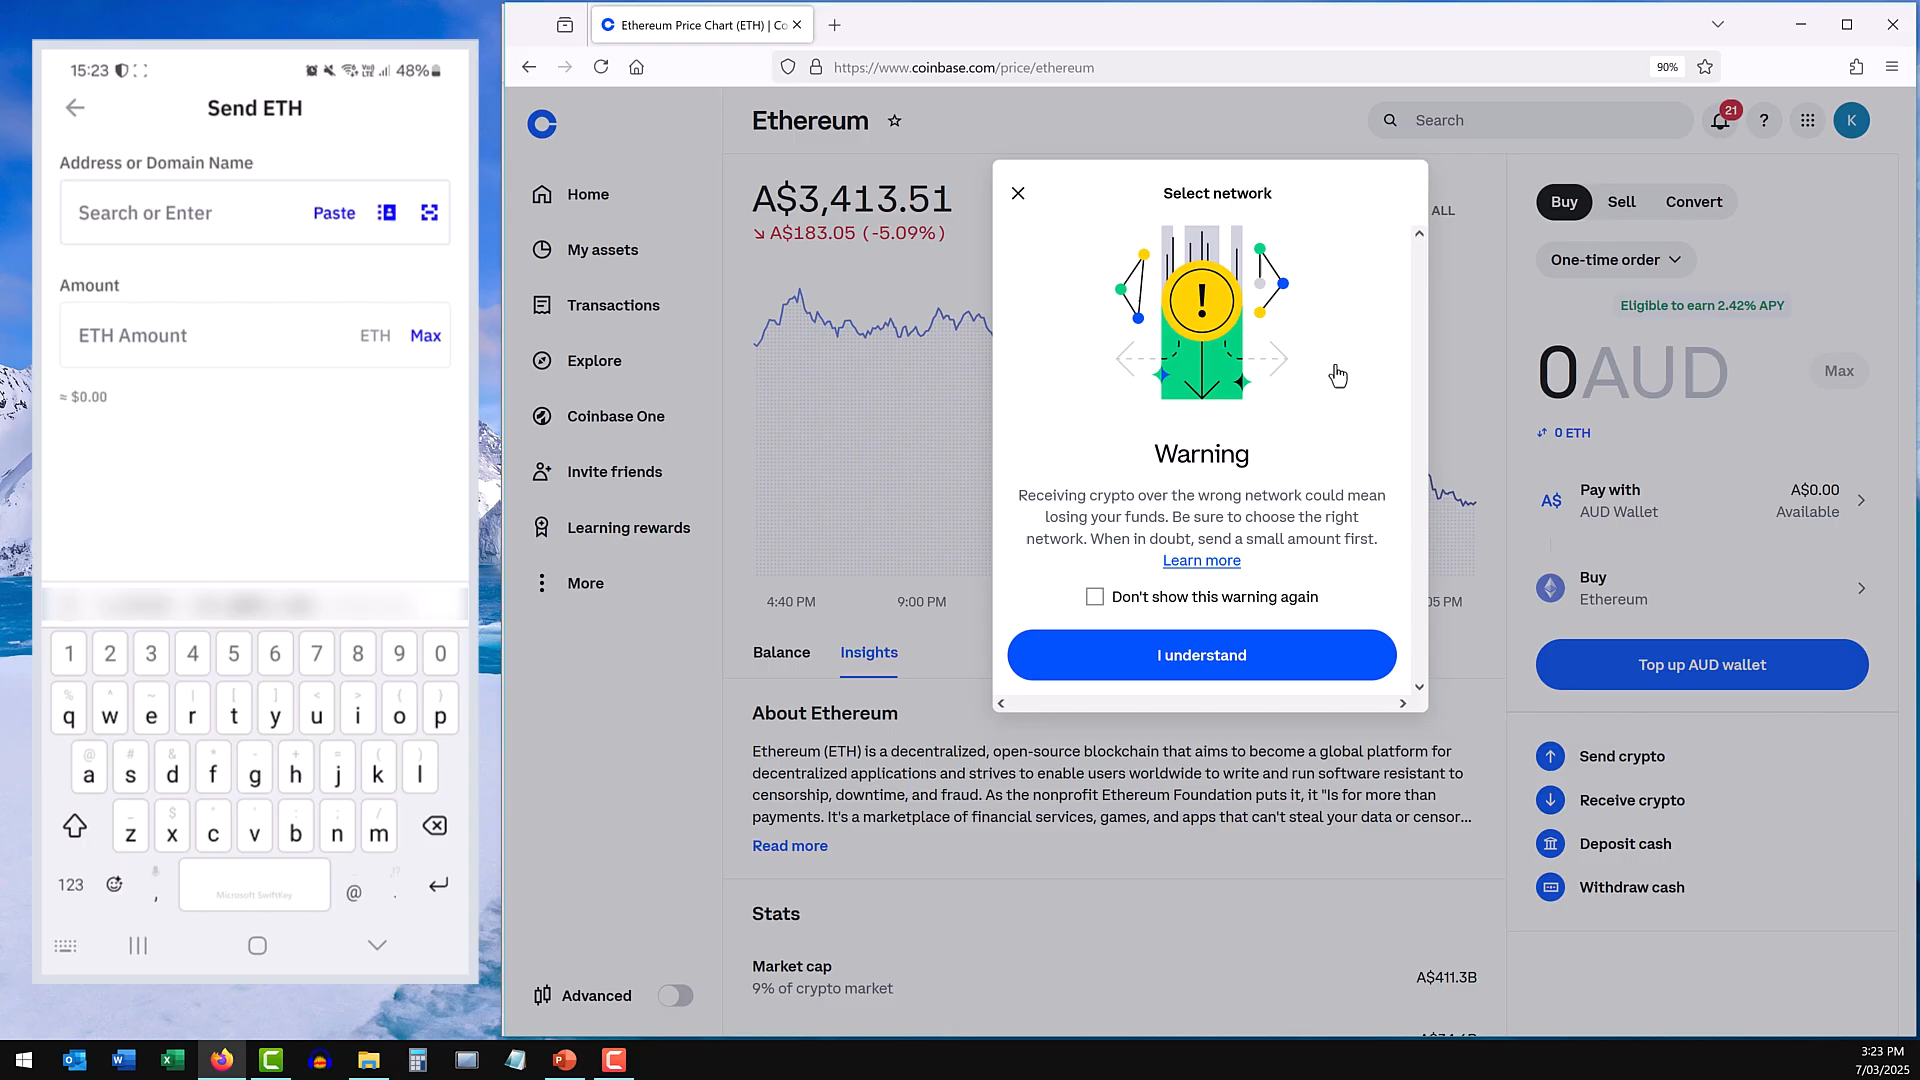 15:23
48%
Send ETH
Address or Domain Name
Search or Enter
Paste
Amount
ETH Amount
ETH
Max
≈ $0.00
1 2 3 4 5 6 7 8 9 0
q w e r t y u i o p
a s d f g h j k l
z x c v b n m
123
,
Microsoft SwiftKey
@
.
Ethereum Price Chart (ETH) | Co
https://www.coinbase.com/price/ethereum
90%
Home
My assets
Transactions
Explore
Coinbase One
Invite friends
Learning rewards
More
Advanced
Ethereum
Search
21
?
K
A$3,413.51
A$183.05 (-5.09%)
ALL
4:40 PM
9:00 PM
05 PM
Balance
Insights
About Ethereum
Ethereum (ETH) is a decentralized, open-source blockchain that aims to become a global platform for
decentralized applications and strives to enable users worldwide to write and run software resistant to
censorship, downtime, and fraud. As the nonprofit Ethereum Foundation puts it, it "Is for more than
payments. It's a marketplace of financial services, games, and apps that can't steal your data or censor...
Read more
Stats
Market cap
9% of crypto market
A$411.3B
Select network
!
Warning
Receiving crypto over the wrong network could mean
losing your funds. Be sure to choose the right
network. When in doubt, send a small amount first.
Learn more
Don't show this warning again
I understand
Buy
Sell
Convert
One-time order
Eligible to earn 2.42% APY
0AUD
Max
0 ETH
A$
Pay with
AUD Wallet
A$0.00
Available
Buy
Ethereum
Top up AUD wallet
Send crypto
Receive crypto
Deposit cash
Withdraw cash
3:23 PM
7/03/2025